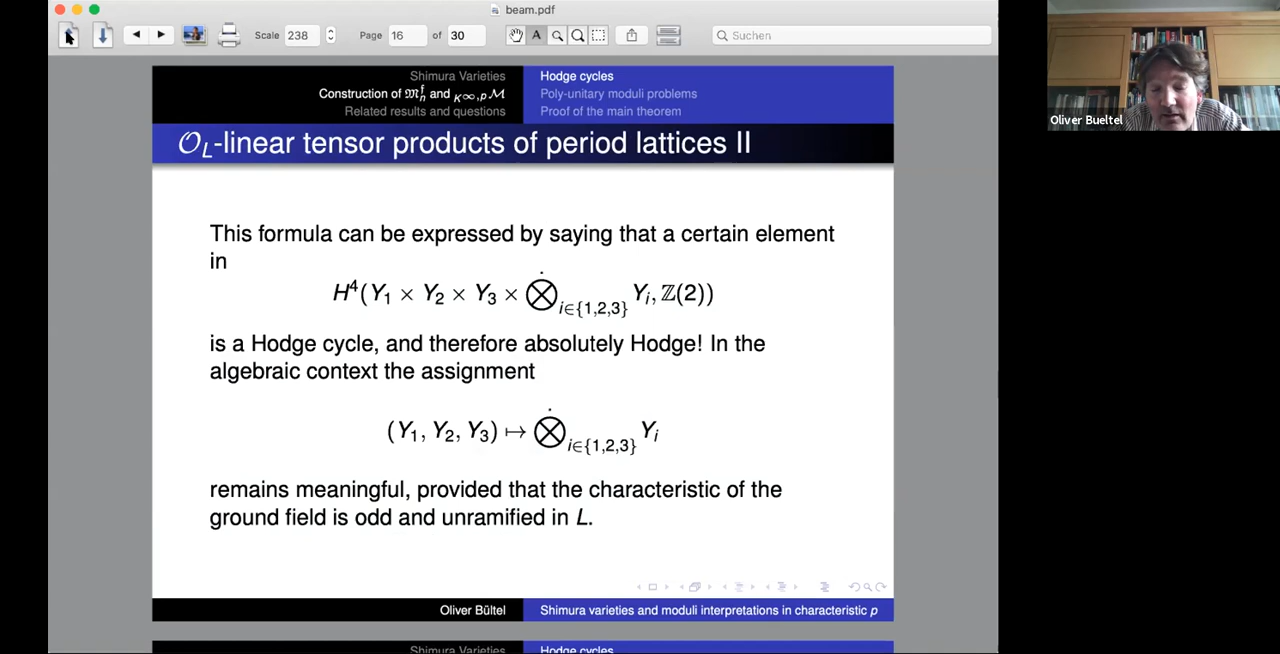 beam.pdf
Scale 238 Page 16 of 30 A Suchen
Shimura Varieties Hodge cycles
Construction of 𝔐ᶠₙ and K∞,pM Poly-unitary moduli problems
Related results and questions Proof of the main theorem
O_L-linear tensor products of period lattices II
This formula can be expressed by saying that a certain element
in
H⁴(Y₁ × Y₂ × Y₃ × ⨂̇_{i∈{1,2,3}} Y_i, ℤ(2))
is a Hodge cycle, and therefore absolutely Hodge! In the
algebraic context the assignment
(Y₁, Y₂, Y₃) ↦ ⨂̇_{i∈{1,2,3}} Y_i
remains meaningful, provided that the characteristic of the
ground field is odd and unramified in L.
Oliver Bültel Shimura varieties and moduli interpretations in characteristic p
Shimura Varieties Hodge cycles
Oliver Bueltel